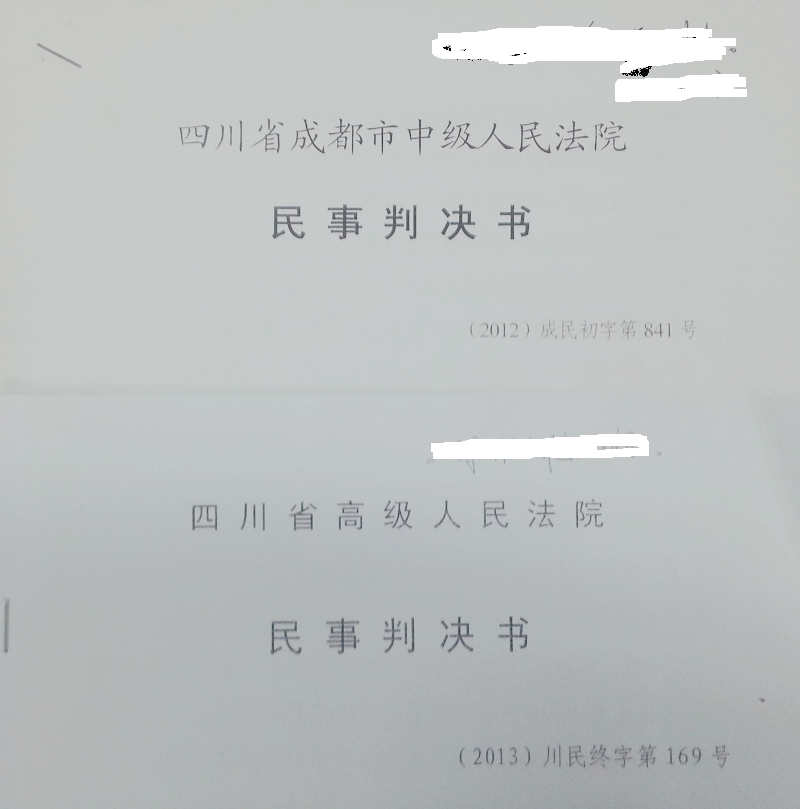 四川省成都市中级人民法院
民事判决书
（2012）成民初字第841号
四川省高级人民法院
民事判决书
（2013）川民终字第169号